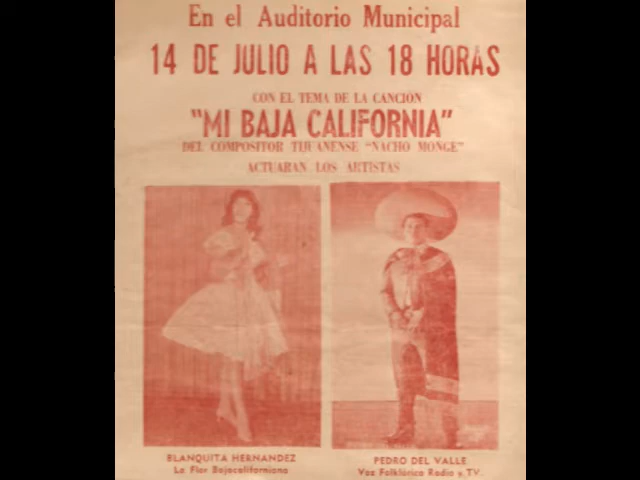 En el Auditorio Municipal
14 DE JULIO A LAS 18 HORAS
CON EL TEMA DE LA CANCION
"MI BAJA CALIFORNIA"
DEL COMPOSITOR TIJUANENSE "NACHO MONGE"
ACTUARAN LOS ARTISTAS
BLANQUITA HERNANDEZ
La Flor Bajacaliforniana
PEDRO DEL VALLE
Voz Folklórica Radio y TV.